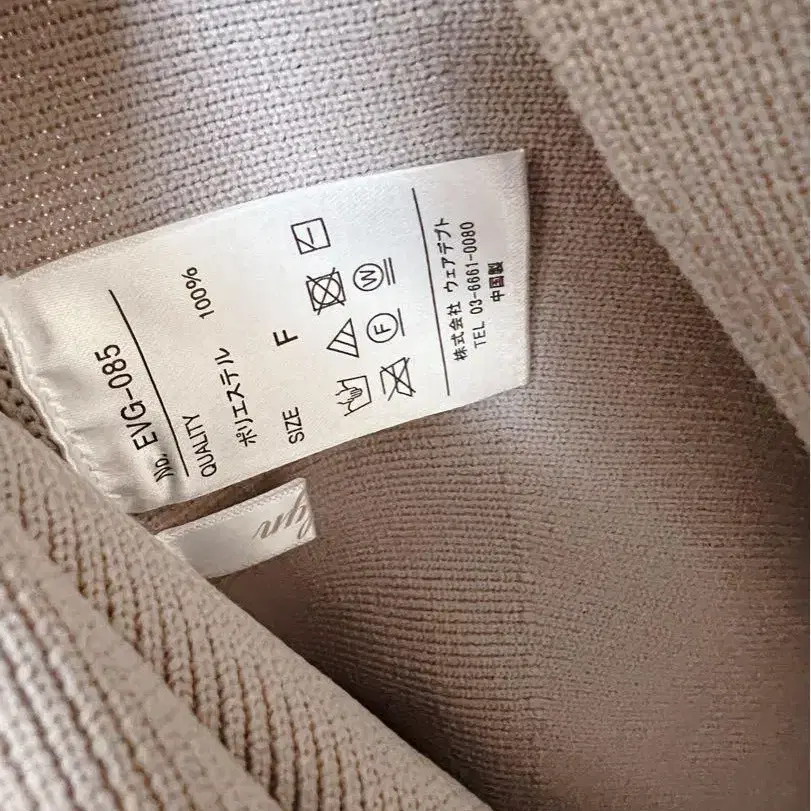 No. EVG-085
QUALITY
ポリエステル 100%
SIZE F
W
F
株式会社 ウェアデプト
TEL 03-6661-0080
中国製